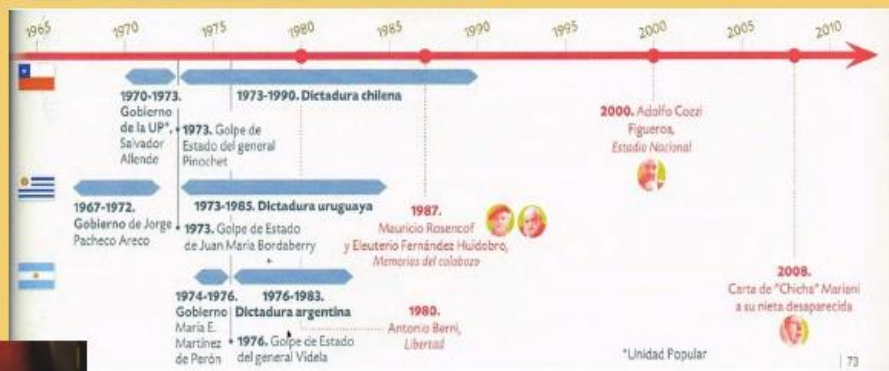 1965 1970 1975 1980 1985 1990 1995 2000 2005 2010
1970-1973.
Gobierno
de la UP*,
Salvador
Allende
1973-1990. Dictadura chilena
1973. Golpe de
Estado del general
Pinochet
2000. Adolfo Cozzi
Figueroa,
Estadio Nacional
1967-1972.
Gobierno de Jorge
Pacheco Areco
1973-1985. Dictadura uruguaya
1973. Golpe de Estado
de Juan María Bordaberry
1987.
Mauricio Rosencof
y Eleuterio Fernández Huidobro,
Memorias del calabozo
1974-1976.
Gobierno
María E.
Martínez
de Perón
1976-1983.
Dictadura argentina
1976. Golpe de Estado
del general Videla
1980.
Antonio Berni,
Libertad
2008.
Carta de "Chicha" Mariani
a su nieta desaparecida
*Unidad Popular
73